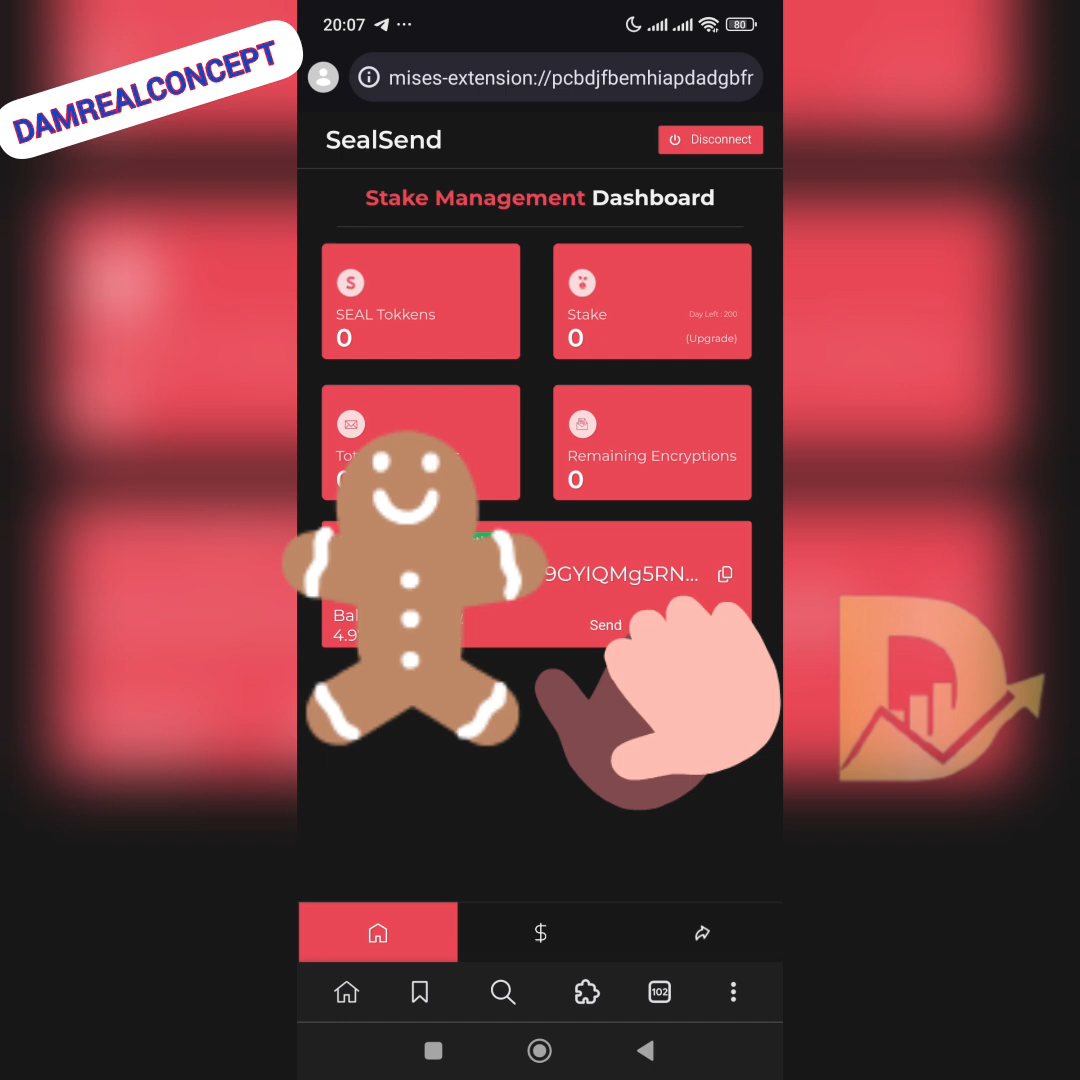 DAMREALCONCEPT
20:07
80
mises-extension://pcbdjfbemhiapdadgbfr
SealSend
Disconnect
Stake Management Dashboard
SEAL Tokkens
0
Stake
Day Left : 200
0
(Upgrade)
Remaining Encryptions
0
9GYIQMg5RN...
Send
102